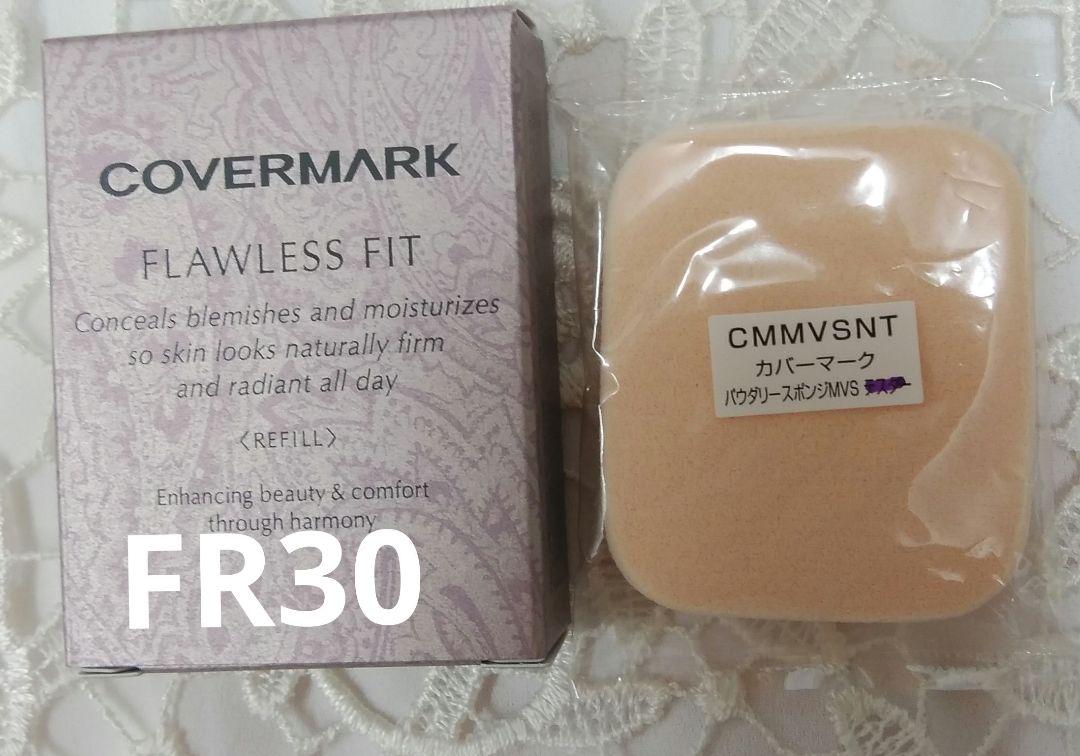 COVERMARK
FLAWLESS FIT
Conceals blemishes and moisturizes
so skin looks naturally firm
and radiant all day
〈REFILL〉
Enhancing beauty & comfort
through harmony
FR30
CMMVSNT
カバーマーク
パウダリースポンジMVS